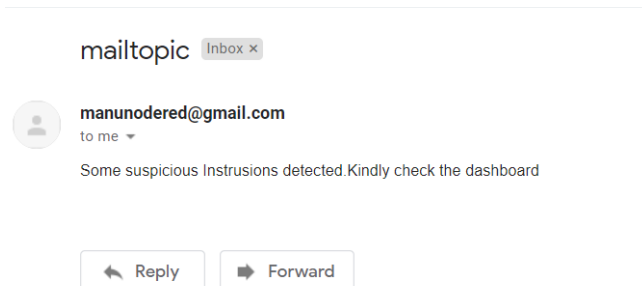 mailtopic Inbox ×
manunodered@gmail.com
to me
Some suspicious Instrusions detected.Kindly check the dashboard
Reply Forward